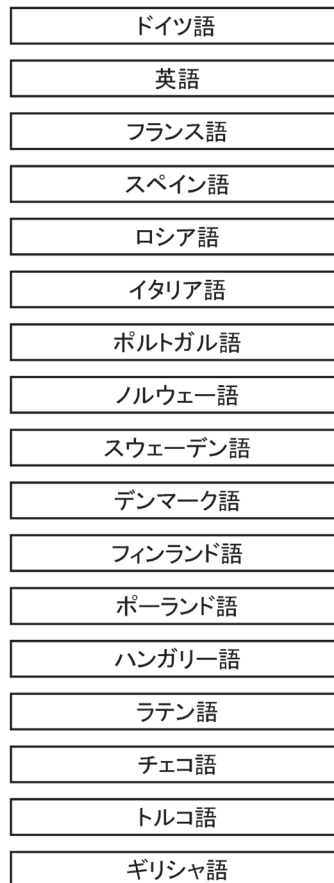 ドイツ語
英語
フランス語
スペイン語
ロシア語
イタリア語
ポルトガル語
ノルウェー語
スウェーデン語
デンマーク語
フィンランド語
ポーランド語
ハンガリー語
ラテン語
チェコ語
トルコ語
ギリシャ語